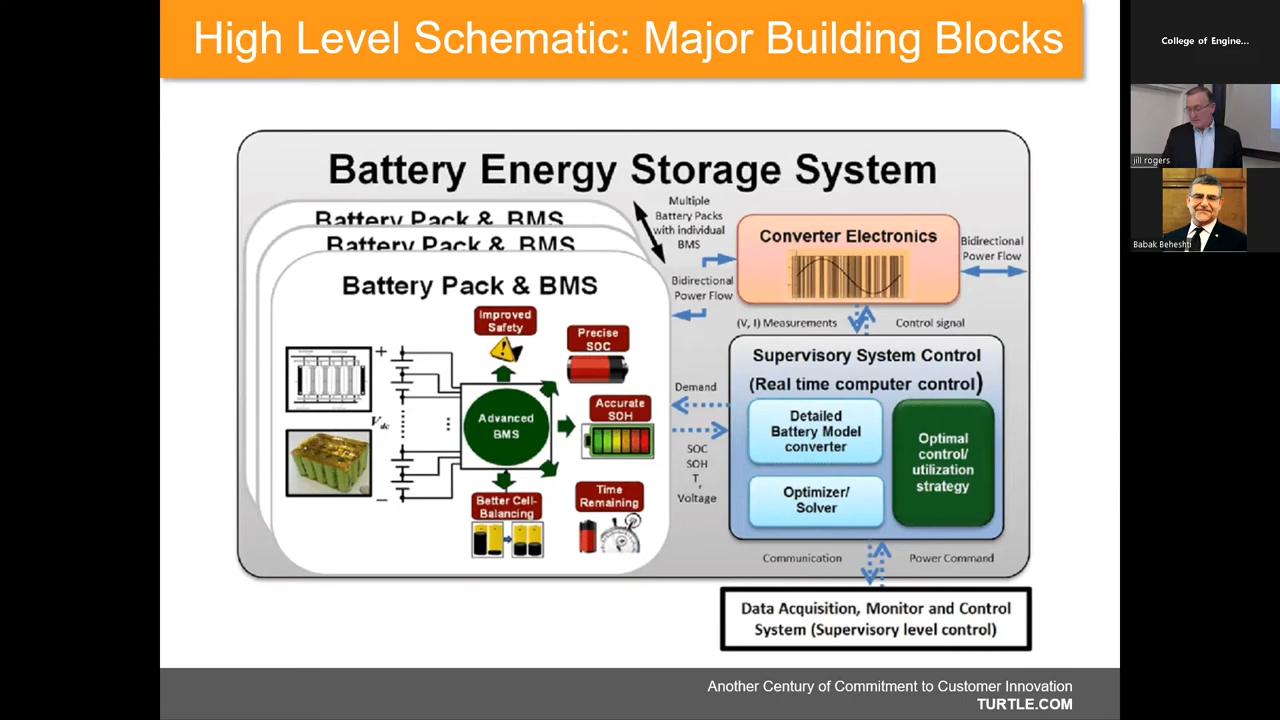 High Level Schematic: Major Building Blocks
Battery Energy Storage System
Battery Pack & BMS
Battery Pack & BMS
Battery Pack & BMS
Multiple
Battery Packs
with individual
BMS
Bidirectional
Power Flow
Converter Electronics
Bidirectional
Power Flow
(V, I) Measurements
Control signal
Improved
Safety
Precise
SOC
Accurate
SOH
Advanced
BMS
Time
Remaining
Better Cell-
Balancing
+
Vdc
−
Demand
SOC
SOH
T,
Voltage
Supervisory System Control
(Real time computer control)
Detailed
Battery Model
converter
Optimizer/
Solver
Optimal
control/
utilization
strategy
Communication
Power Command
Data Acquisition, Monitor and Control
System (Supervisory level control)
Another Century of Commitment to Customer Innovation
TURTLE.COM
College of Engine...
jill rogers
Babak Beheshti